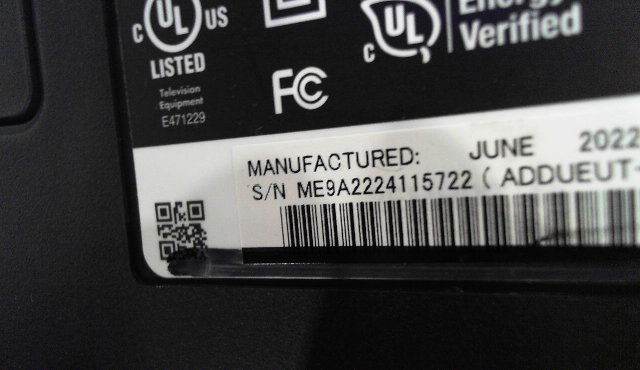 C UL US
LISTED
Television
Equipment
E471229
FC
C UL
Energy
Verified
MANUFACTURED: JUNE 2022
S/N ME9A2224115722 ( ADDUEUT-